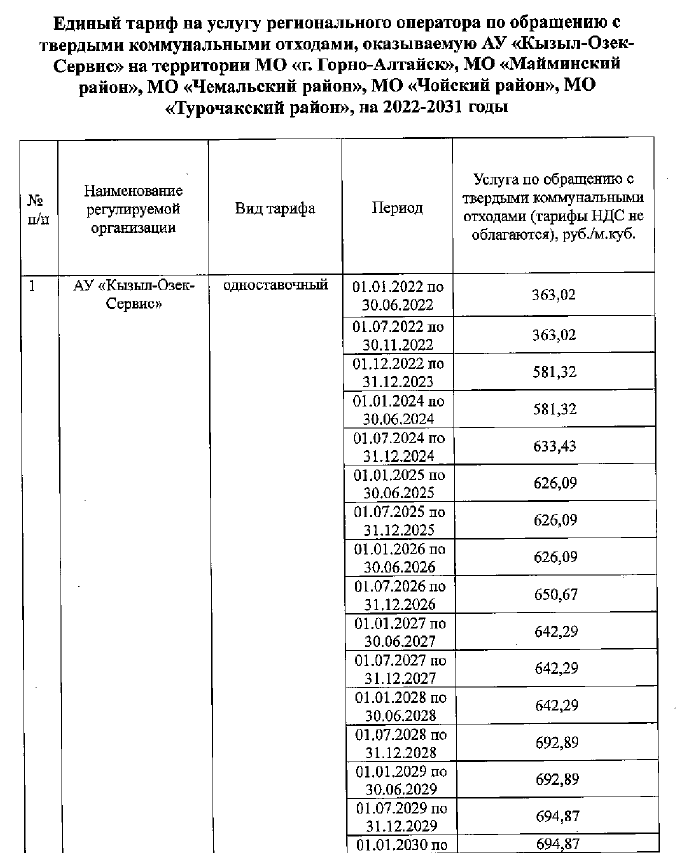 Единый тариф на услугу регионального оператора по обращению с
твердыми коммунальными отходами, оказываемую АУ «Кызыл-Озек-
Сервис» на территории МО «г. Горно-Алтайск», МО «Майминский
район», МО «Чемальский район», МО «Чойский район», МО
«Турочакский район», на 2022-2031 годы
№
п/п
Наименование
регулируемой
организации
Вид тарифа
Период
Услуга по обращению с
твердыми коммунальными
отходами (тарифы НДС не
облагаются), руб./м.куб.
1
АУ «Кызыл-Озек-
Сервис»
одноставочный
01.01.2022 по
30.06.2022
363,02
01.07.2022 по
30.11.2022
363,02
01.12.2022 по
31.12.2023
581,32
01.01.2024 по
30.06.2024
581,32
01.07.2024 по
31.12.2024
633,43
01.01.2025 по
30.06.2025
626,09
01.07.2025 по
31.12.2025
626,09
01.01.2026 по
30.06.2026
626,09
01.07.2026 по
31.12.2026
650,67
01.01.2027 по
30.06.2027
642,29
01.07.2027 по
31.12.2027
642,29
01.01.2028 по
30.06.2028
642,29
01.07.2028 по
31.12.2028
692,89
01.01.2029 по
30.06.2029
692,89
01.07.2029 по
31.12.2029
694,87
01.01.2030 по
694,87